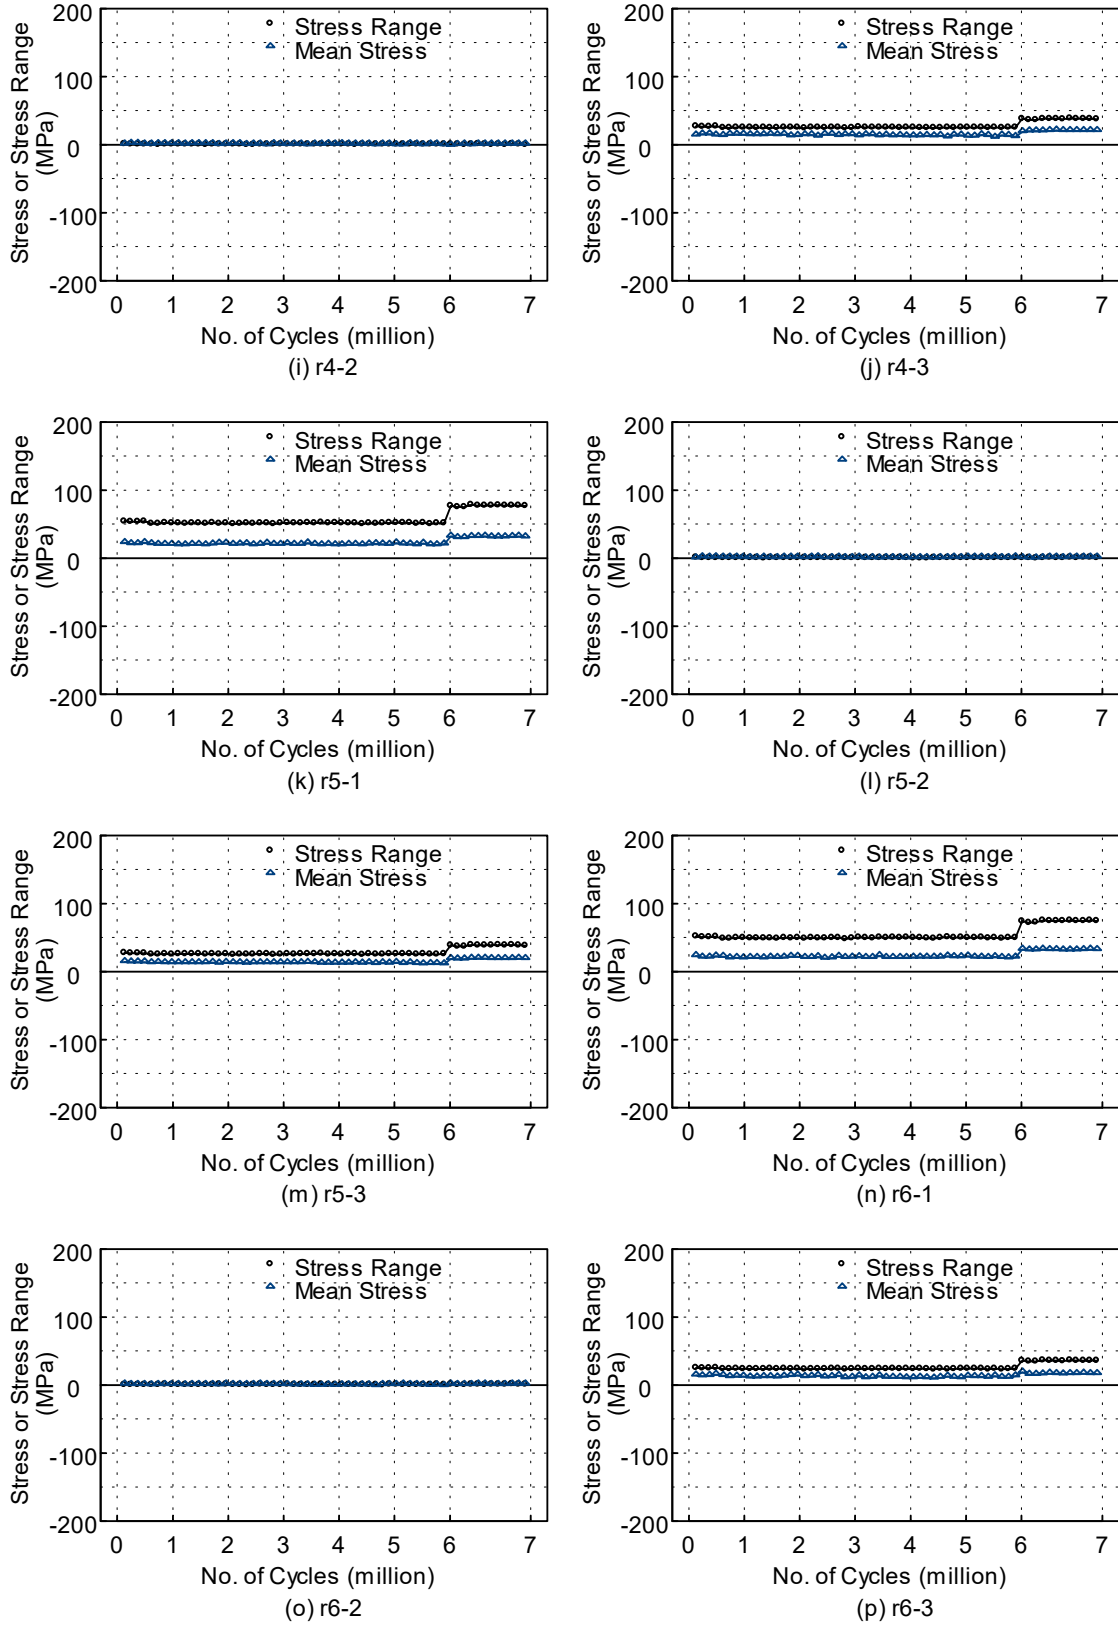 200
100
0
-100
-200
Stress or Stress Range
(MPa)
Stress Range
Mean Stress
0 1 2 3 4 5 6 7
No. of Cycles (million)
(i) r4-2
200
100
0
-100
-200
Stress or Stress Range
(MPa)
Stress Range
Mean Stress
0 1 2 3 4 5 6 7
No. of Cycles (million)
(j) r4-3
200
100
0
-100
-200
Stress or Stress Range
(MPa)
Stress Range
Mean Stress
0 1 2 3 4 5 6 7
No. of Cycles (million)
(k) r5-1
200
100
0
-100
-200
Stress or Stress Range
(MPa)
Stress Range
Mean Stress
0 1 2 3 4 5 6 7
No. of Cycles (million)
(l) r5-2
200
100
0
-100
-200
Stress or Stress Range
(MPa)
Stress Range
Mean Stress
0 1 2 3 4 5 6 7
No. of Cycles (million)
(m) r5-3
200
100
0
-100
-200
Stress or Stress Range
(MPa)
Stress Range
Mean Stress
0 1 2 3 4 5 6 7
No. of Cycles (million)
(n) r6-1
200
100
0
-100
-200
Stress or Stress Range
(MPa)
Stress Range
Mean Stress
0 1 2 3 4 5 6 7
No. of Cycles (million)
(o) r6-2
200
100
0
-100
-200
Stress or Stress Range
(MPa)
Stress Range
Mean Stress
0 1 2 3 4 5 6 7
No. of Cycles (million)
(p) r6-3